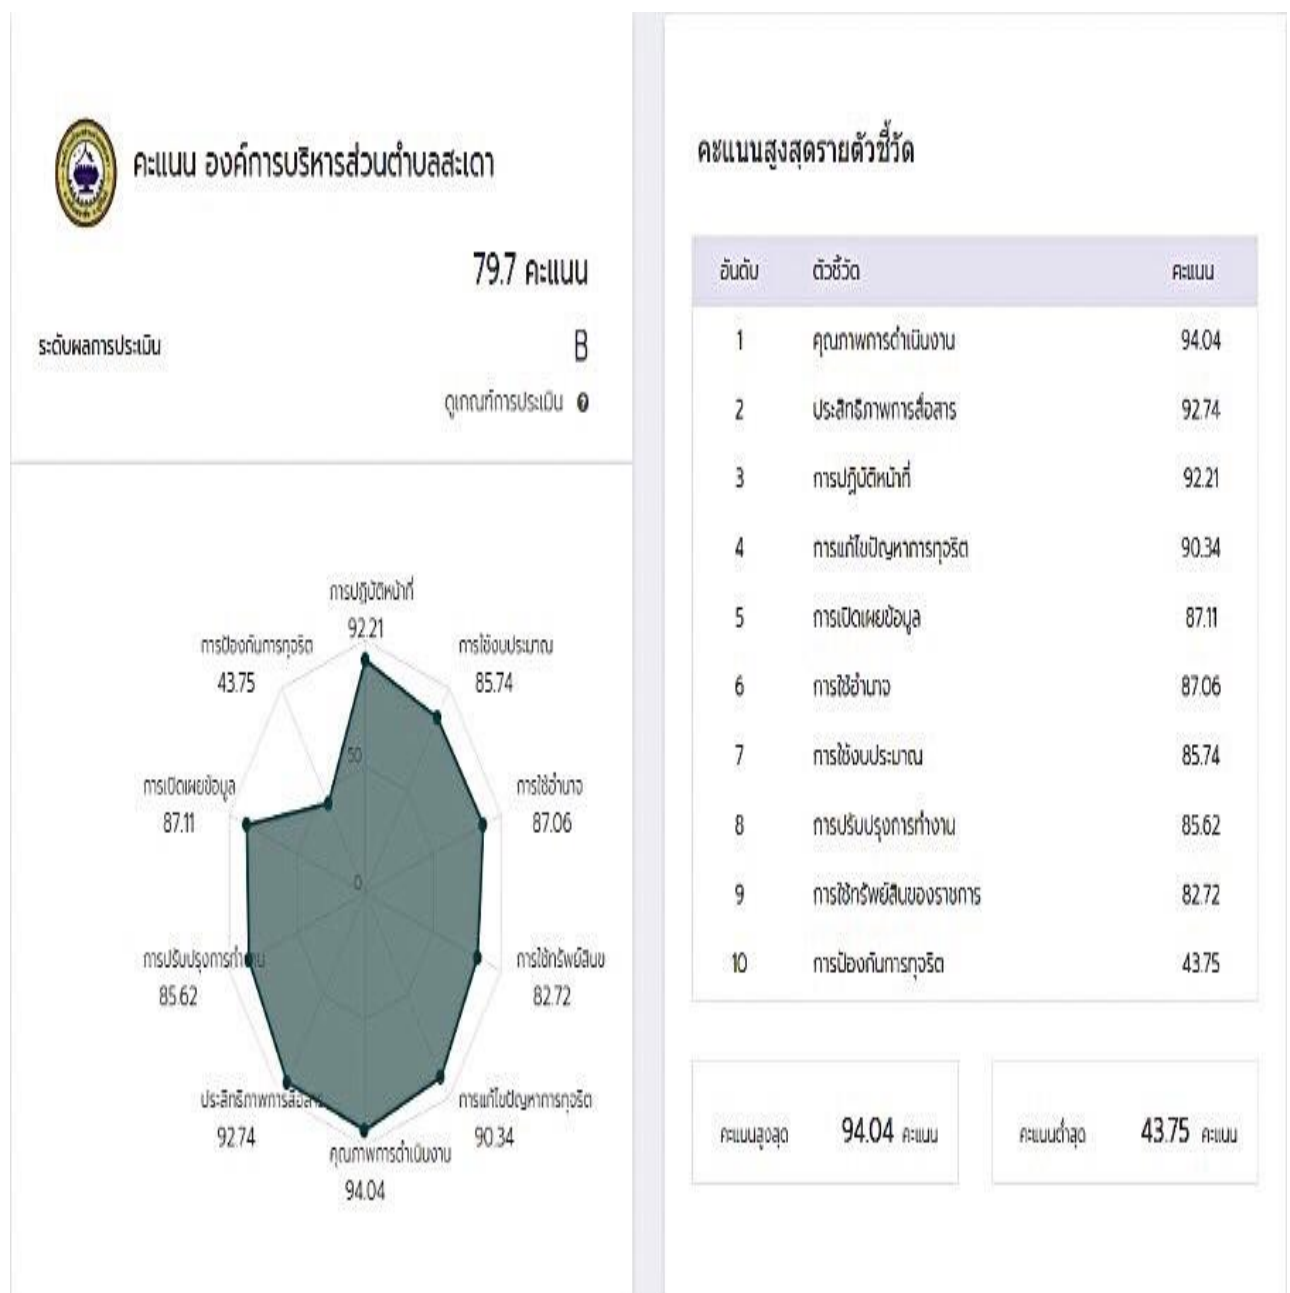 คะแนน องค์การบริหารส่วนตำบลสะเดา
79.7 คะแนน
ระดับผลการประเมิน B
ดูเกณฑ์การประเมิน
การปฏิบัติหน้าที่
92.21
การป้องกันการทุจริต
43.75
การใช้งบประมาณ
85.74
50
การเปิดเผยข้อมูล
87.11
การใช้อำนาจ
87.06
0
การปรับปรุงการทำงาน
85.62
การใช้ทรัพย์สินข
82.72
ประสิทธิภาพการสื่อสาร
92.74
การแก้ไขปัญหาการทุจริต
90.34
คุณภาพการดำเนินงาน
94.04
คะแนนสูงสุดรายตัวชี้วัด
อันดับ ตัวชี้วัด คะแนน
1 คุณภาพการดำเนินงาน 94.04
2 ประสิทธิภาพการสื่อสาร 92.74
3 การปฏิบัติหน้าที่ 92.21
4 การแก้ไขปัญหาการทุจริต 90.34
5 การเปิดเผยข้อมูล 87.11
6 การใช้อำนาจ 87.06
7 การใช้งบประมาณ 85.74
8 การปรับปรุงการทำงาน 85.62
9 การใช้ทรัพย์สินของราชการ 82.72
10 การป้องกันการทุจริต 43.75
คะแนนสูงสุด 94.04 คะแนน
คะแนนต่ำสุด 43.75 คะแนน